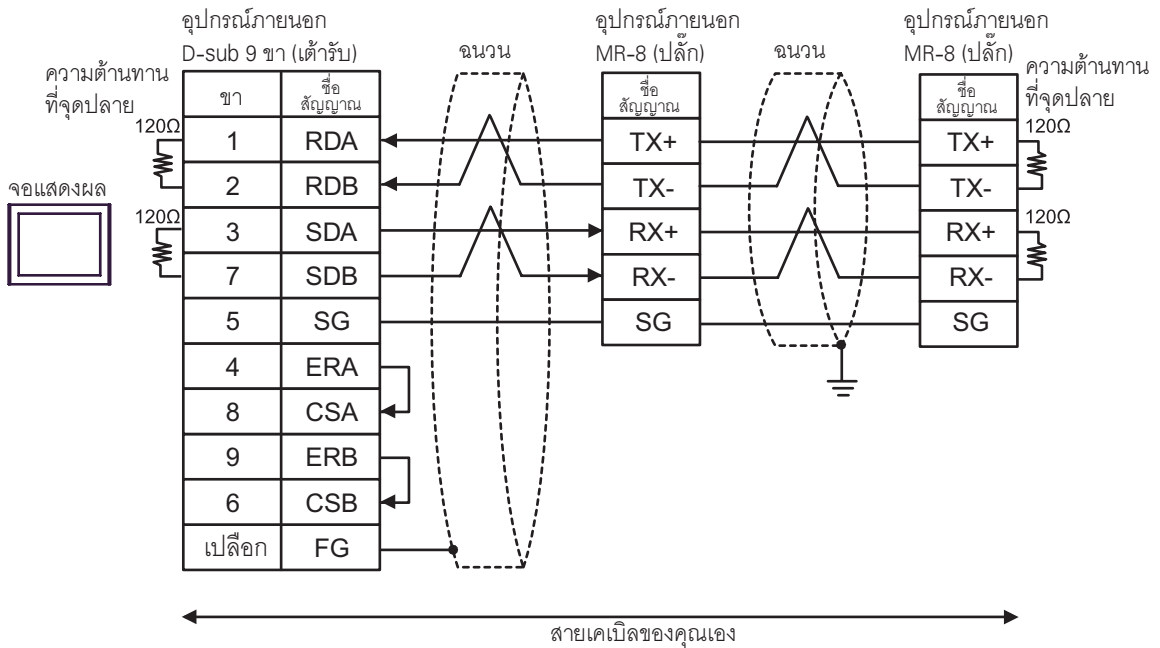 อุปกรณ์ภายนอก
D-sub 9 ขา (เต้ารับ)
ฉนวน
อุปกรณ์ภายนอก
MR-8 (ปลั๊ก)
ฉนวน
อุปกรณ์ภายนอก
MR-8 (ปลั๊ก)
ความต้านทาน
ที่จุดปลาย
ความต้านทาน
ที่จุดปลาย
ขา
ชื่อ
สัญญาณ
ชื่อ
สัญญาณ
ชื่อ
สัญญาณ
120Ω
1 RDA TX+ TX+
120Ω
2 RDB TX- TX-
จอแสดงผล
120Ω
3 SDA RX+ RX+
120Ω
7 SDB RX- RX-
5 SG SG SG
4 ERA
8 CSA
9 ERB
6 CSB
เปลือก FG
สายเคเบิลของคุณเอง